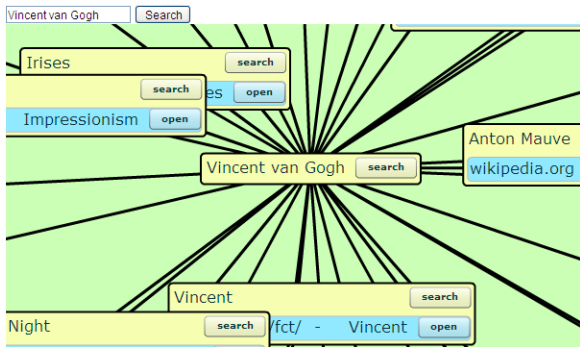 Vincent van Gogh Search
Irises search
es open
search
Impressionism open
Vincent van Gogh search
Anton Mauve
wikipedia.org
Vincent search
/fct/ - Vincent open
Night search